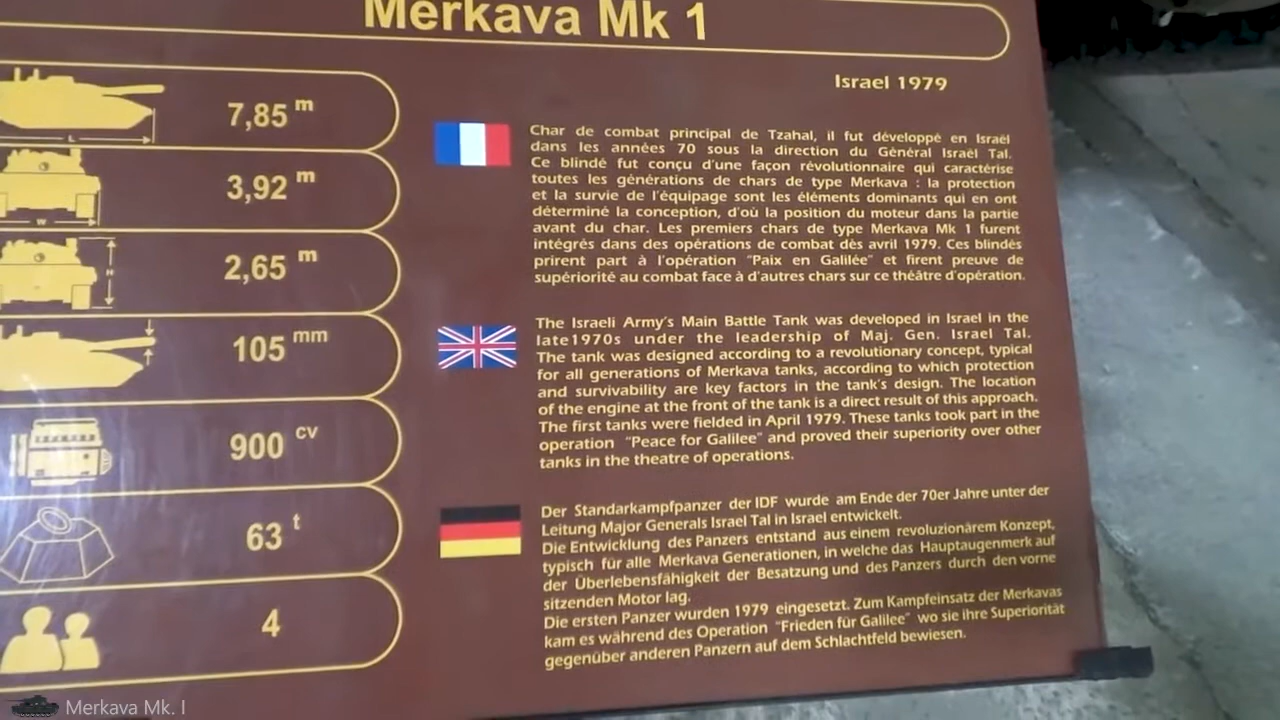 Merkava Mk 1
Israel 1979
L
7,85 m
W
3,92 m
H
2,65 m
105 mm
900 cv
63 t
4
Char de combat principal de Tzahal, il fut développé en Israël
dans les années 70 sous la direction du Général Israël Tal.
Ce blindé fut conçu d'une façon révolutionnaire qui caractérise
toutes les générations de chars de type Merkava : la protection
et la survie de l'équipage sont les éléments dominants qui en ont
déterminé la conception, d'où la position du moteur dans la partie
avant du char. Les premiers chars de type Merkava Mk 1 furent
intégrés dans des opérations de combat dès avril 1979. Ces blindés
prirent part à l'opération "Paix en Galilée" et firent preuve de
supériorité au combat face à d'autres chars sur ce théâtre d'opération.
The Israeli Army's Main Battle Tank was developed in Israel in the
late1970s under the leadership of Maj. Gen. Israel Tal.
The tank was designed according to a revolutionary concept, typical
for all generations of Merkava tanks, according to which protection
and survivability are key factors in the tank's design. The location
of the engine at the front of the tank is a direct result of this approach.
The first tanks were fielded in April 1979. These tanks took part in the
operation "Peace for Galilee" and proved their superiority over other
tanks in the theatre of operations.
Der Standarkampfpanzer der IDF wurde am Ende der 70er Jahre unter der
Leitung Major Generals Israel Tal in Israel entwickelt.
Die Entwicklung des Panzers entstand aus einem revoluzionärem Konzept,
typisch für alle Merkava Generationen, in welche das Hauptaugenmerk auf
der Überlebensfähigkeit der Besatzung und des Panzers durch den vorne
sitzenden Motor lag.
Die ersten Panzer wurden 1979 eingesetzt. Zum Kampfeinsatz der Merkavas
kam es während des Operation "Frieden für Galilee" wo sie ihre Superiorität
gegenüber anderen Panzern auf dem Schlachtfeld bewiesen.
Merkava Mk. I